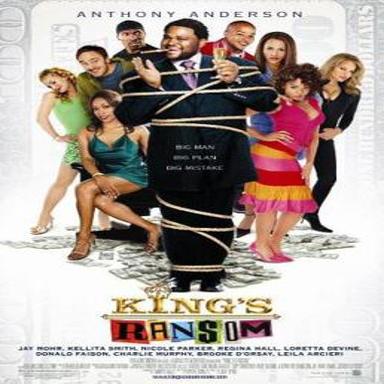 ANTHONY ANDERSON
BIG MAN
BIG PLAN
BIG MISTAKE
KING'S
RANSOM
JAY MOHR, KELLITA SMITH, NICOLE PARKER, REGINA HALL, LORETTA DEVINE,
DONALD FAISON, CHARLIE MURPHY, BROOKE D'ORSAY, LEILA ARCIERI